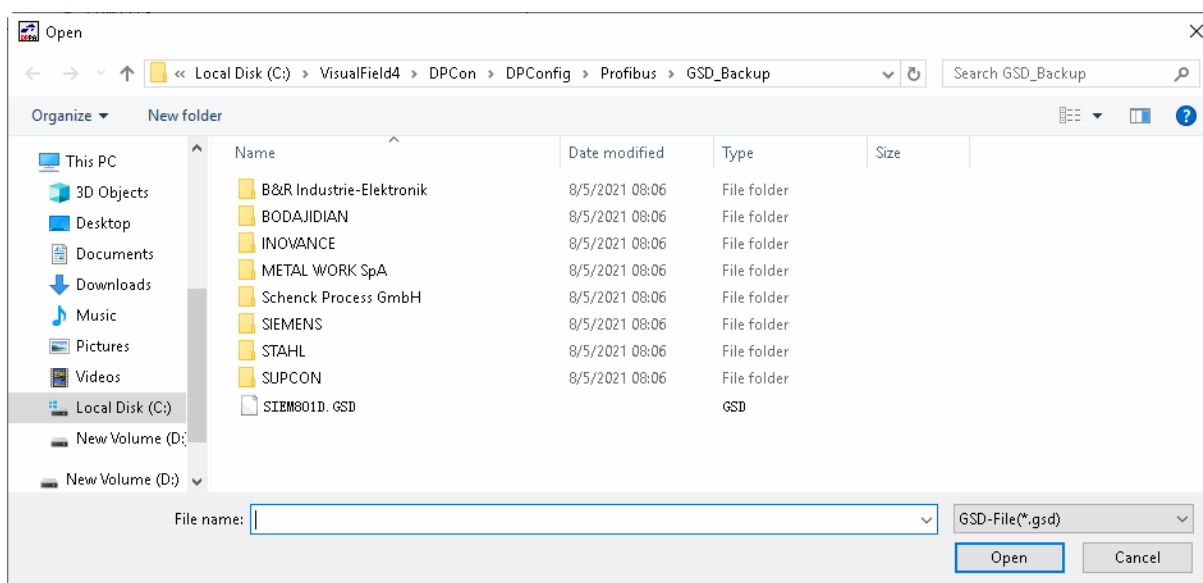 Open
« Local Disk (C:) › VisualField4 › DPCon › DPConfig › Profibus › GSD_Backup
Search GSD_Backup
Organize New folder
This PC
3D Objects
Desktop
Documents
Downloads
Music
Pictures
Videos
Local Disk (C:)
New Volume (D:
New Volume (D:)
Name Date modified Type Size
B&R Industrie-Elektronik 8/5/2021 08:06 File folder
BODAJIDIAN 8/5/2021 08:06 File folder
INOVANCE 8/5/2021 08:06 File folder
METAL WORK SpA 8/5/2021 08:06 File folder
Schenck Process GmbH 8/5/2021 08:06 File folder
SIEMENS 8/5/2021 08:06 File folder
STAHL 8/5/2021 08:06 File folder
SUPCON 8/5/2021 08:06 File folder
SIEM801D.GSD GSD
File name:
GSD-File(*.gsd)
Open Cancel